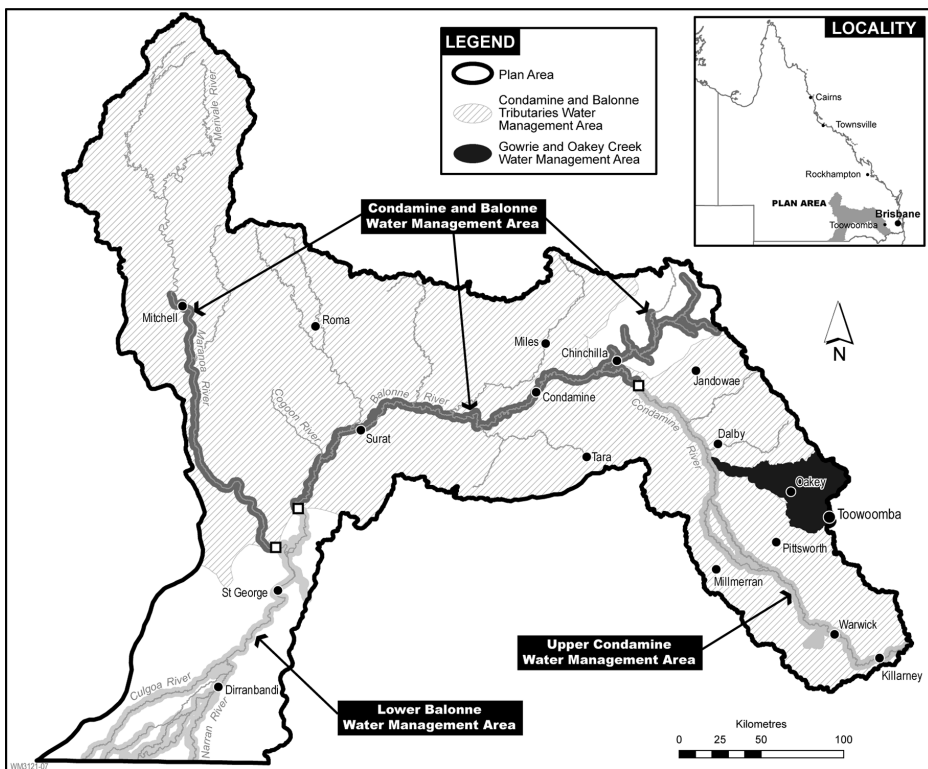 LEGEND
Plan Area
Condamine and Balonne
Tributaries Water
Management Area
Gowrie and Oakey Creek
Water Management Area
LOCALITY
Cairns
Townsville
Rockhampton
PLAN AREA
Brisbane
Toowoomba
Merivale River
Condamine and Balonne
Water Management Area
Mitchell
Roma
Miles
Chinchilla
Jandowae
N
Maranoa River
Cogoon River
Balonne River
Condamine
Condamine River
Surat
Dalby
Tara
Oakey
Toowoomba
Pittsworth
Millmerran
St George
Warwick
Upper Condamine
Water Management Area
Killarney
Culgoa River
Dirranbandi
Narran River
Lower Balonne
Water Management Area
Kilometres
0 25 50 100
WM3121-07